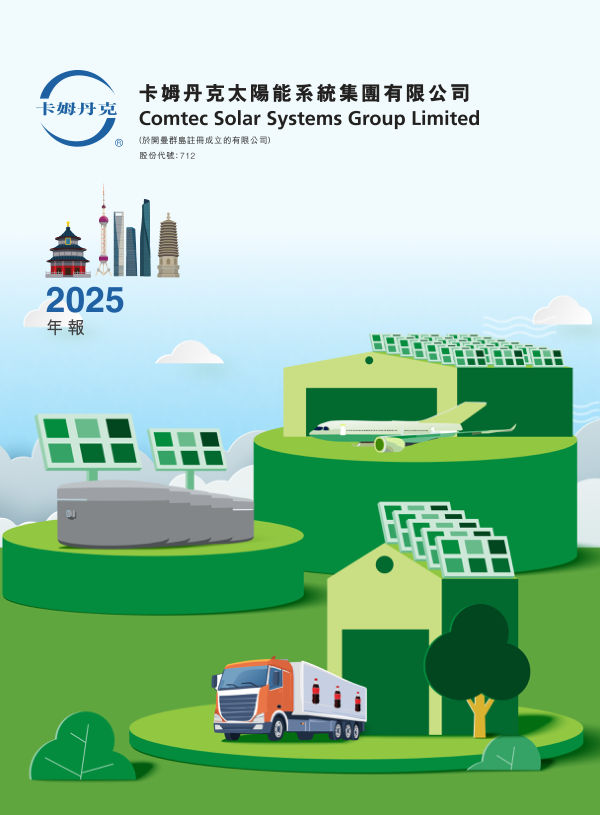 卡姆丹克
®
卡姆丹克太陽能系統集團有限公司
Comtec Solar Systems Group Limited
(於開曼群島註冊成立的有限公司)
股份代號：712
2025
年報